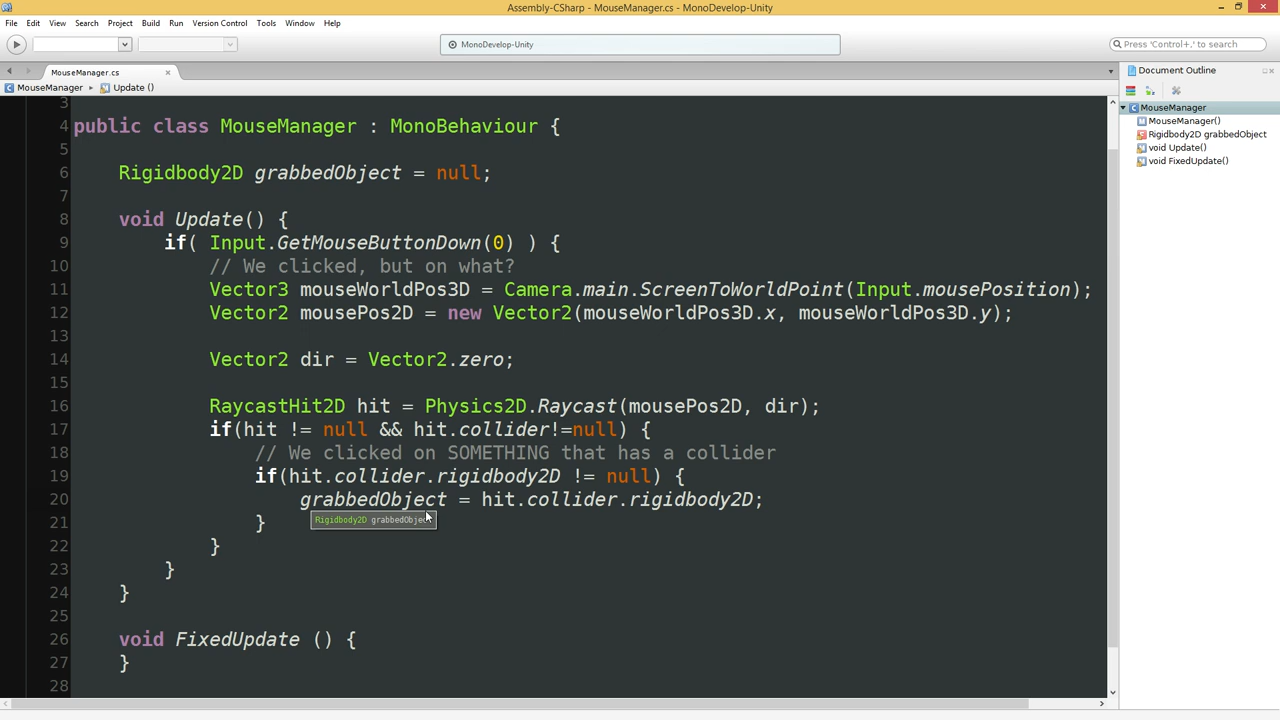 Assembly-CSharp - MouseManager.cs - MonoDevelop-Unity
File Edit View Search Project Build Run Version Control Tools Window Help
MonoDevelop-Unity
Press 'Control+,' to search
MouseManager.cs
MouseManager ▸ Update ()
3
4 public class MouseManager : MonoBehaviour {
5
6 Rigidbody2D grabbedObject = null;
7
8 void Update() {
9 if( Input.GetMouseButtonDown(0) ) {
10 // We clicked, but on what?
11 Vector3 mouseWorldPos3D = Camera.main.ScreenToWorldPoint(Input.mousePosition);
12 Vector2 mousePos2D = new Vector2(mouseWorldPos3D.x, mouseWorldPos3D.y);
13
14 Vector2 dir = Vector2.zero;
15
16 RaycastHit2D hit = Physics2D.Raycast(mousePos2D, dir);
17 if(hit != null && hit.collider!=null) {
18 // We clicked on SOMETHING that has a collider
19 if(hit.collider.rigidbody2D != null) {
20 grabbedObject = hit.collider.rigidbody2D;
Rigidbody2D grabbedObject
21 }
22 }
23 }
24 }
25
26 void FixedUpdate () {
27 }
28
Document Outline
MouseManager
MouseManager()
Rigidbody2D grabbedObject
void Update()
void FixedUpdate()